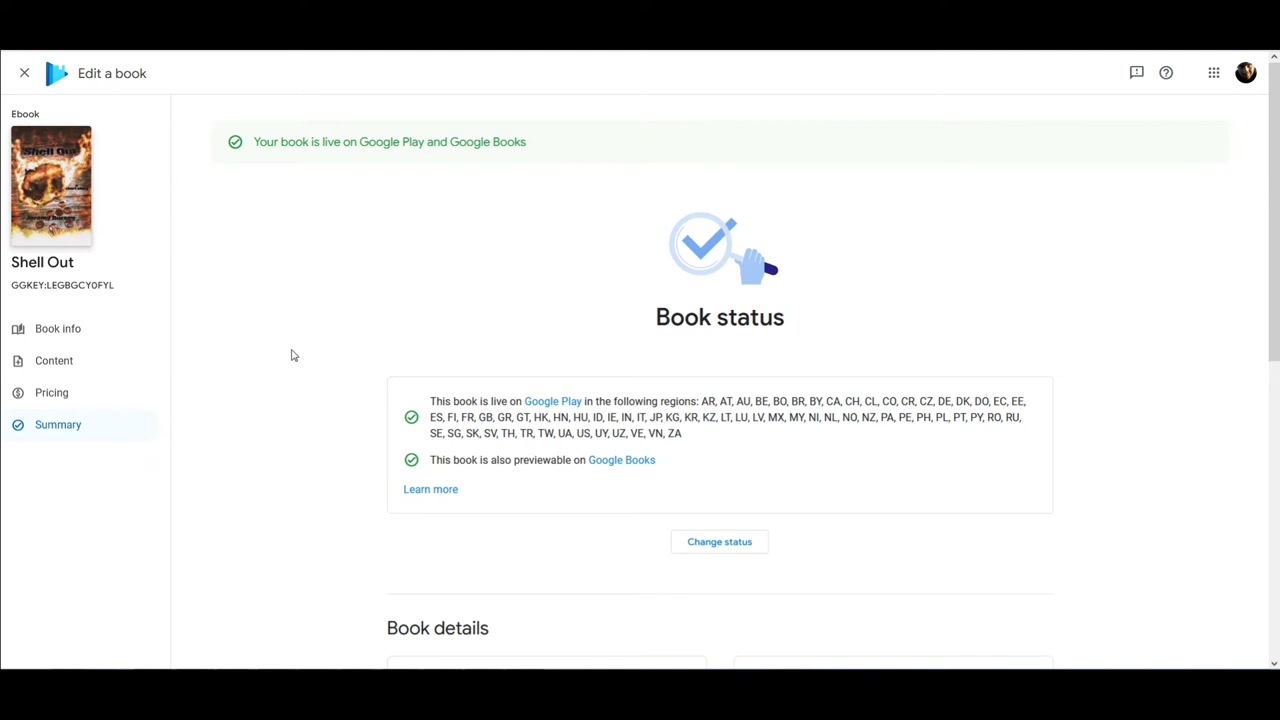 Edit a book
Ebook
Shell Out
Shell Out
GGKEY:LEGBGCY0FYL
Book info
Content
Pricing
Summary
Your book is live on Google Play and Google Books
Book status
This book is live on Google Play in the following regions: AR, AT, AU, BE, BO, BR, BY, CA, CH, CL, CO, CR, CZ, DE, DK, DO, EC, EE,
ES, FI, FR, GB, GR, GT, HK, HN, HU, ID, IE, IN, IT, JP, KG, KR, KZ, LT, LU, LV, MX, MY, NI, NL, NO, NZ, PA, PE, PH, PL, PT, PY, RO, RU,
SE, SG, SK, SV, TH, TR, TW, UA, US, UY, UZ, VE, VN, ZA
This book is also previewable on Google Books
Learn more
Change status
Book details